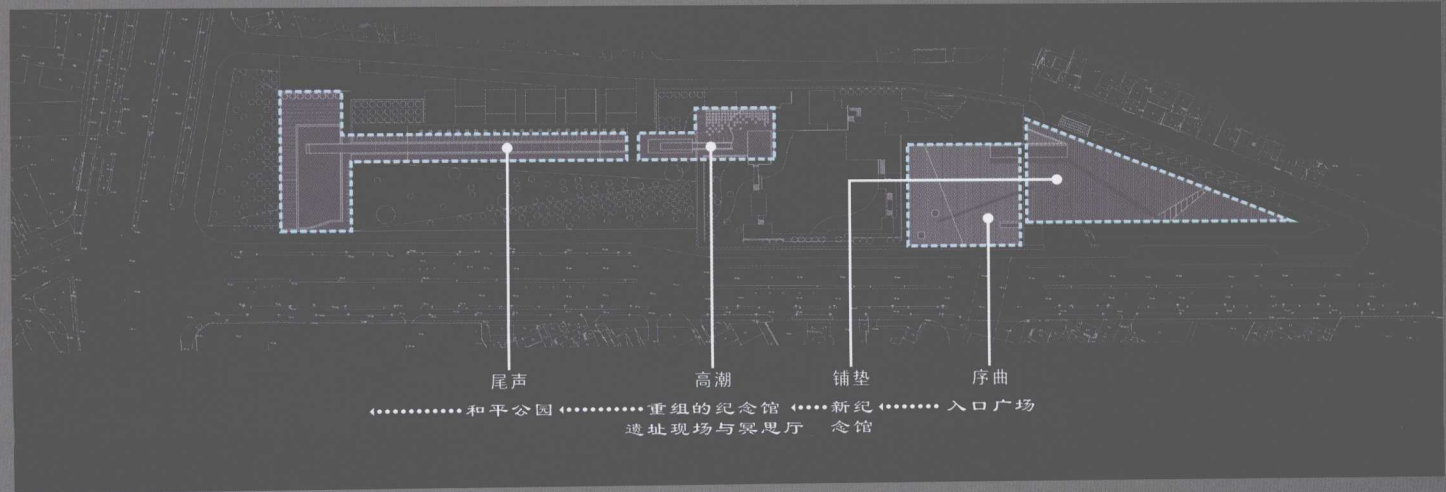 尾声 高潮 铺垫 序曲
和平公园 重组的纪念馆 新纪 入口广场
遗址现场与冥思厅 念馆